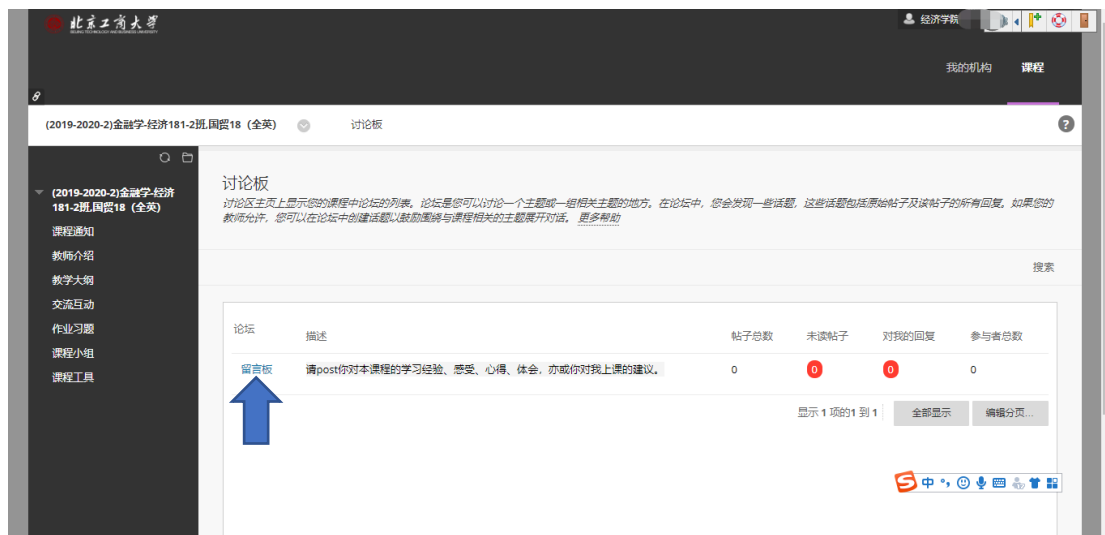 北京工商大学
BEIJING TECHNOLOGY AND BUSINESS UNIVERSITY
经济学院
我的机构 课程
(2019-2020-2)金融学-经济181-2班,国贸18（全英） 讨论板
(2019-2020-2)金融学-经济
181-2班,国贸18（全英）
课程通知
教师介绍
教学大纲
交流互动
作业习题
课程小组
课程工具
讨论板
讨论区主页上显示您的课程中论坛的列表。论坛是您可以讨论一个主题或一组相关主题的地方。在论坛中，您会发现一些话题，这些话题包括原始帖子及该帖子的所有回复。如果您的
教师允许，您可以在论坛中创建话题以鼓励围绕与课程相关的主题展开对话。 更多帮助
搜索
论坛 描述 帖子总数 未读帖子 对我的回复 参与者总数
留言板 请post你对本课程的学习经验、感受、心得、体会，亦或你对我上课的建议。 0 0 0 0
显示 1 项的1 到 1 全部显示 编辑分页...
中